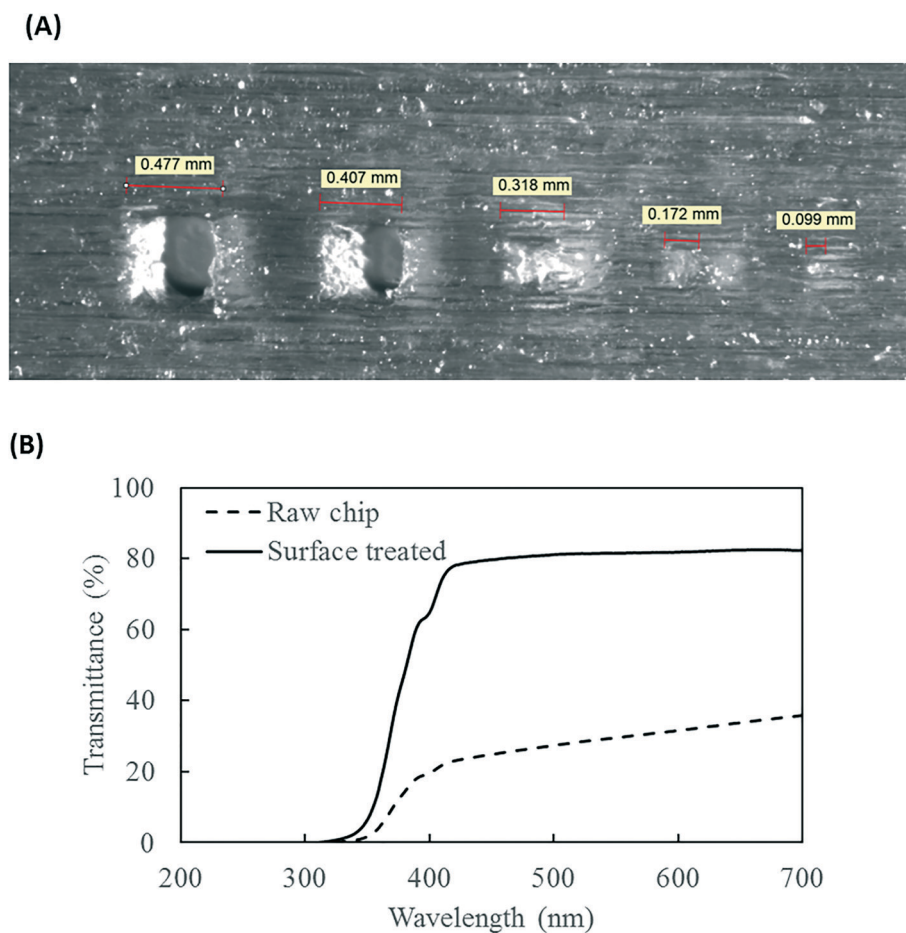 (A)
0.477 mm
0.407 mm
0.318 mm
0.172 mm
0.099 mm
(B)
100
80
60
40
20
0
Transmittance (%)
Raw chip
Surface treated
200 300 400 500 600 700
Wavelength (nm)